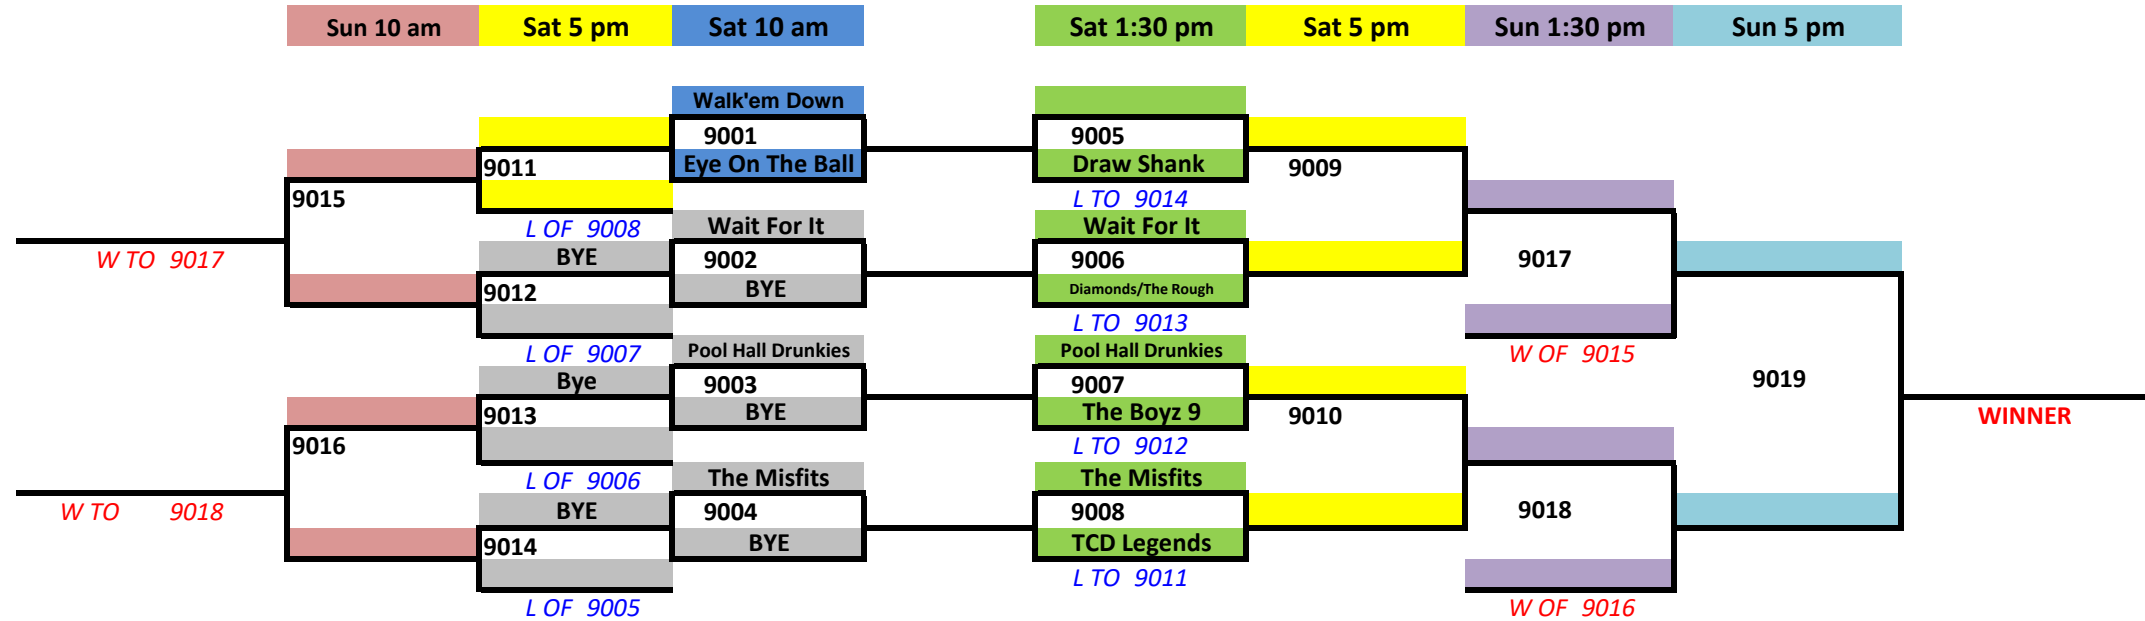 Sun 10 am Sat 5 pm Sat 10 am Sat 1:30 pm Sat 5 pm Sun 1:30 pm Sun 5 pm
Walk'em Down
9001 9005
9011 Eye On The Ball Draw Shank 9009
9015 L TO 9014
L OF 9008 Wait For It Wait For It
W TO 9017 BYE 9002 9006 9017
9012 BYE Diamonds/The Rough
L TO 9013
L OF 9007 Pool Hall Drunkies Pool Hall Drunkies W OF 9015
Bye 9003 9007 9019
9013 BYE The Boyz 9 9010 WINNER
9016 L TO 9012
L OF 9006 The Misfits The Misfits
W TO 9018 BYE 9004 9008 9018
9014 BYE TCD Legends
L TO 9011
L OF 9005 W OF 9016